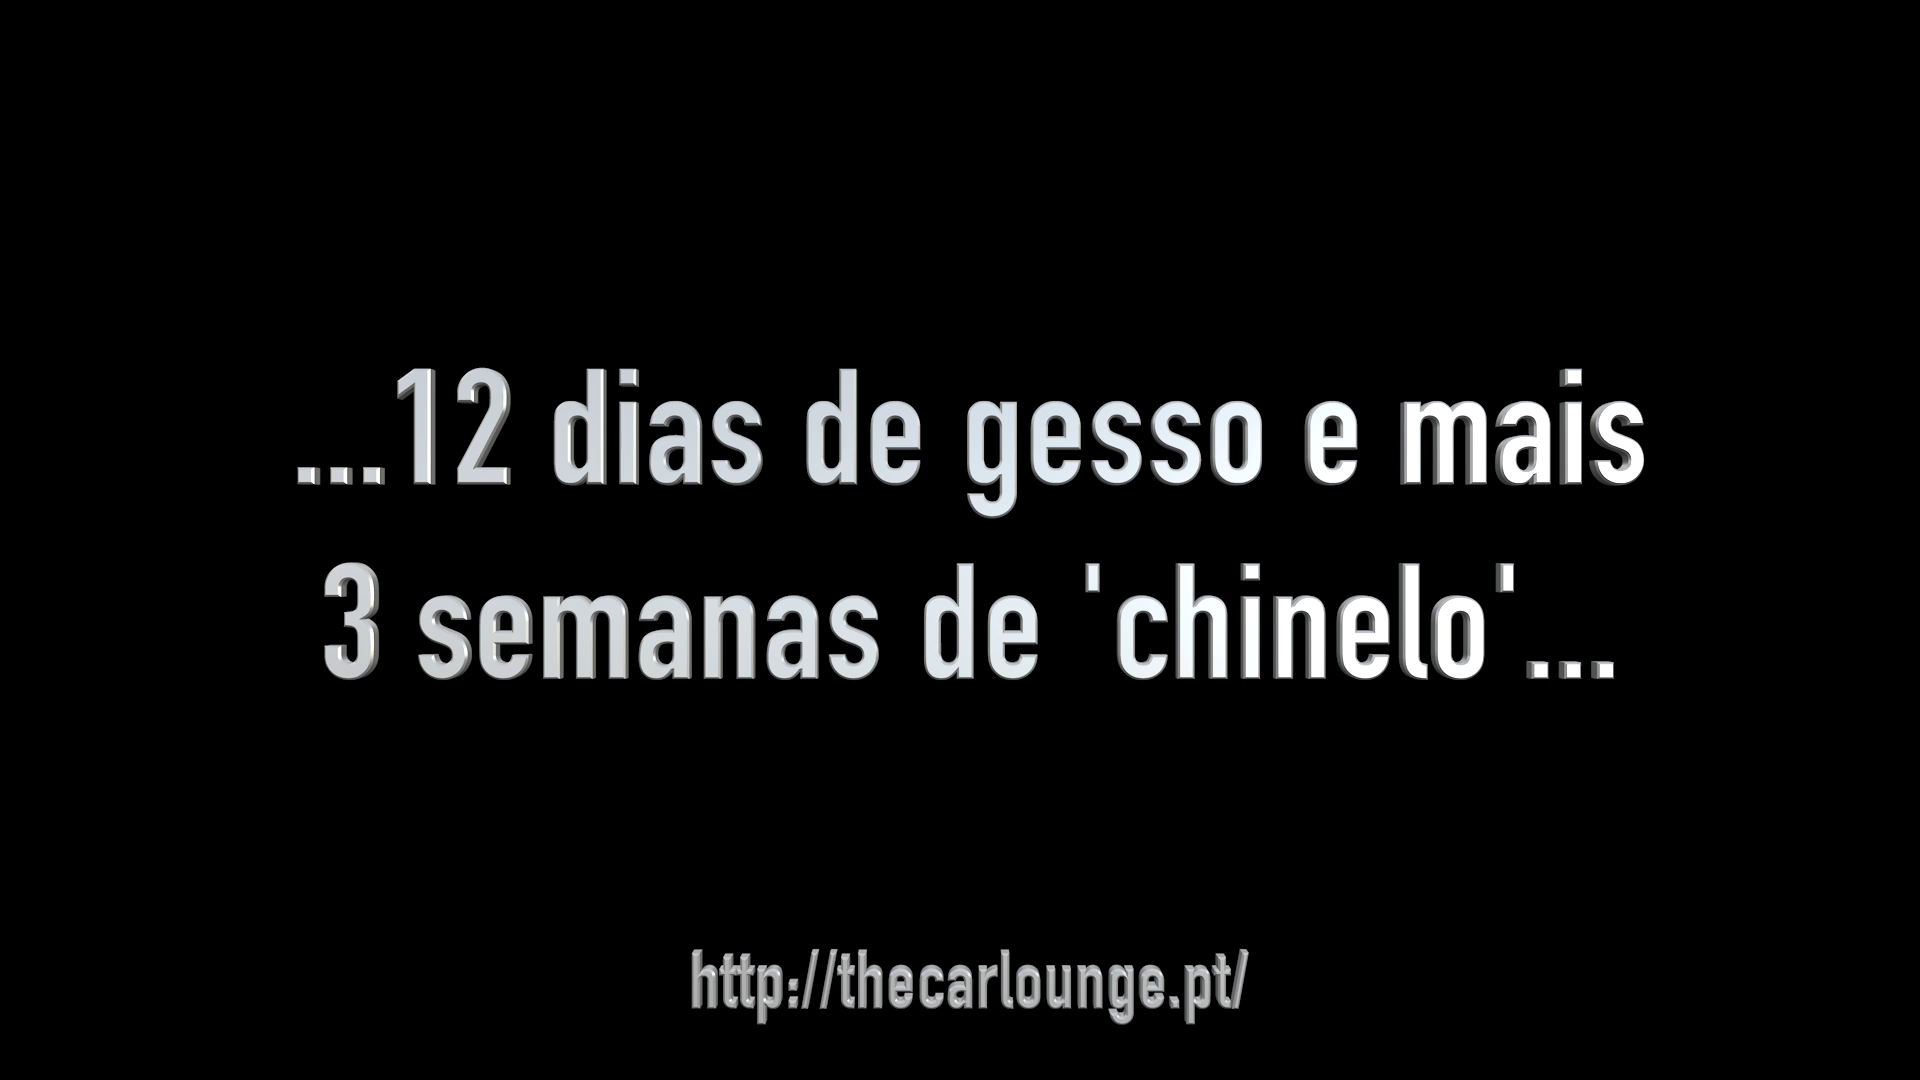 ...12 dias de gesso e mais
3 semanas de 'chinelo'...
http://thecarlounge.pt/